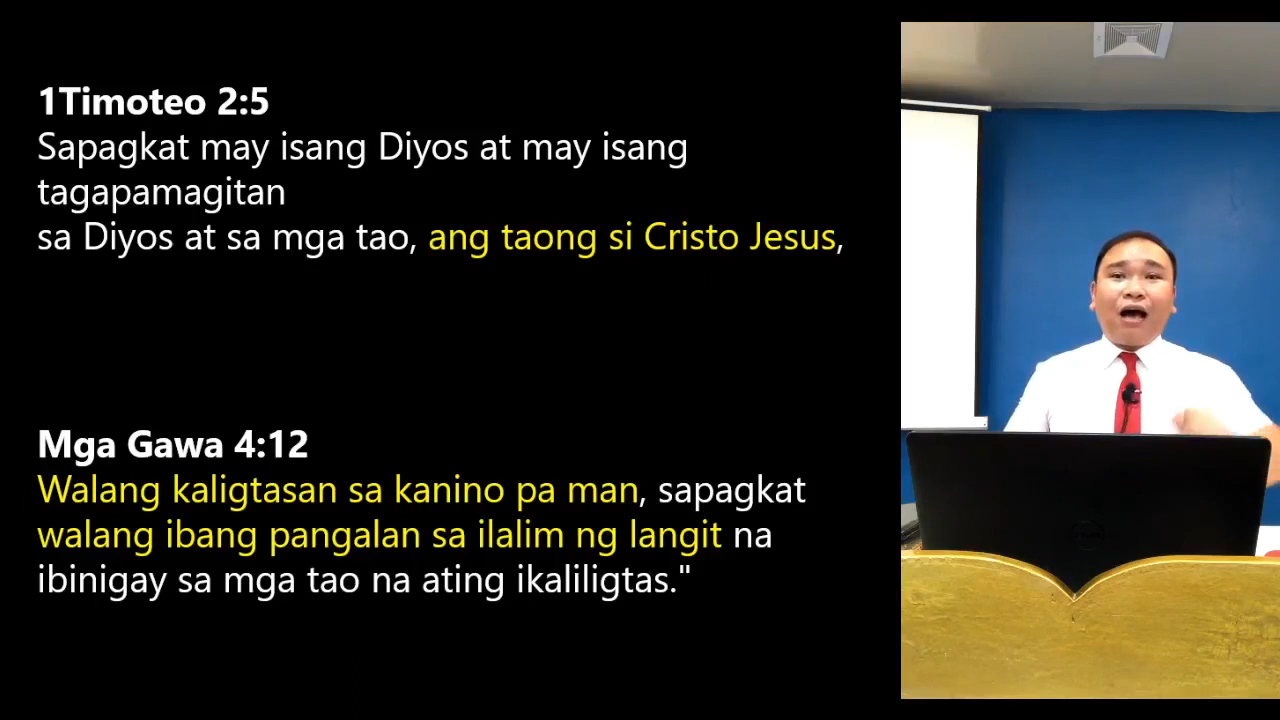 1Timoteo 2:5
Sapagkat may isang Diyos at may isang
tagapamagitan
sa Diyos at sa mga tao, ang taong si Cristo Jesus,
Mga Gawa 4:12
Walang kaligtasan sa kanino pa man, sapagkat
walang ibang pangalan sa ilalim ng langit na
ibinigay sa mga tao na ating ikaliligtas."